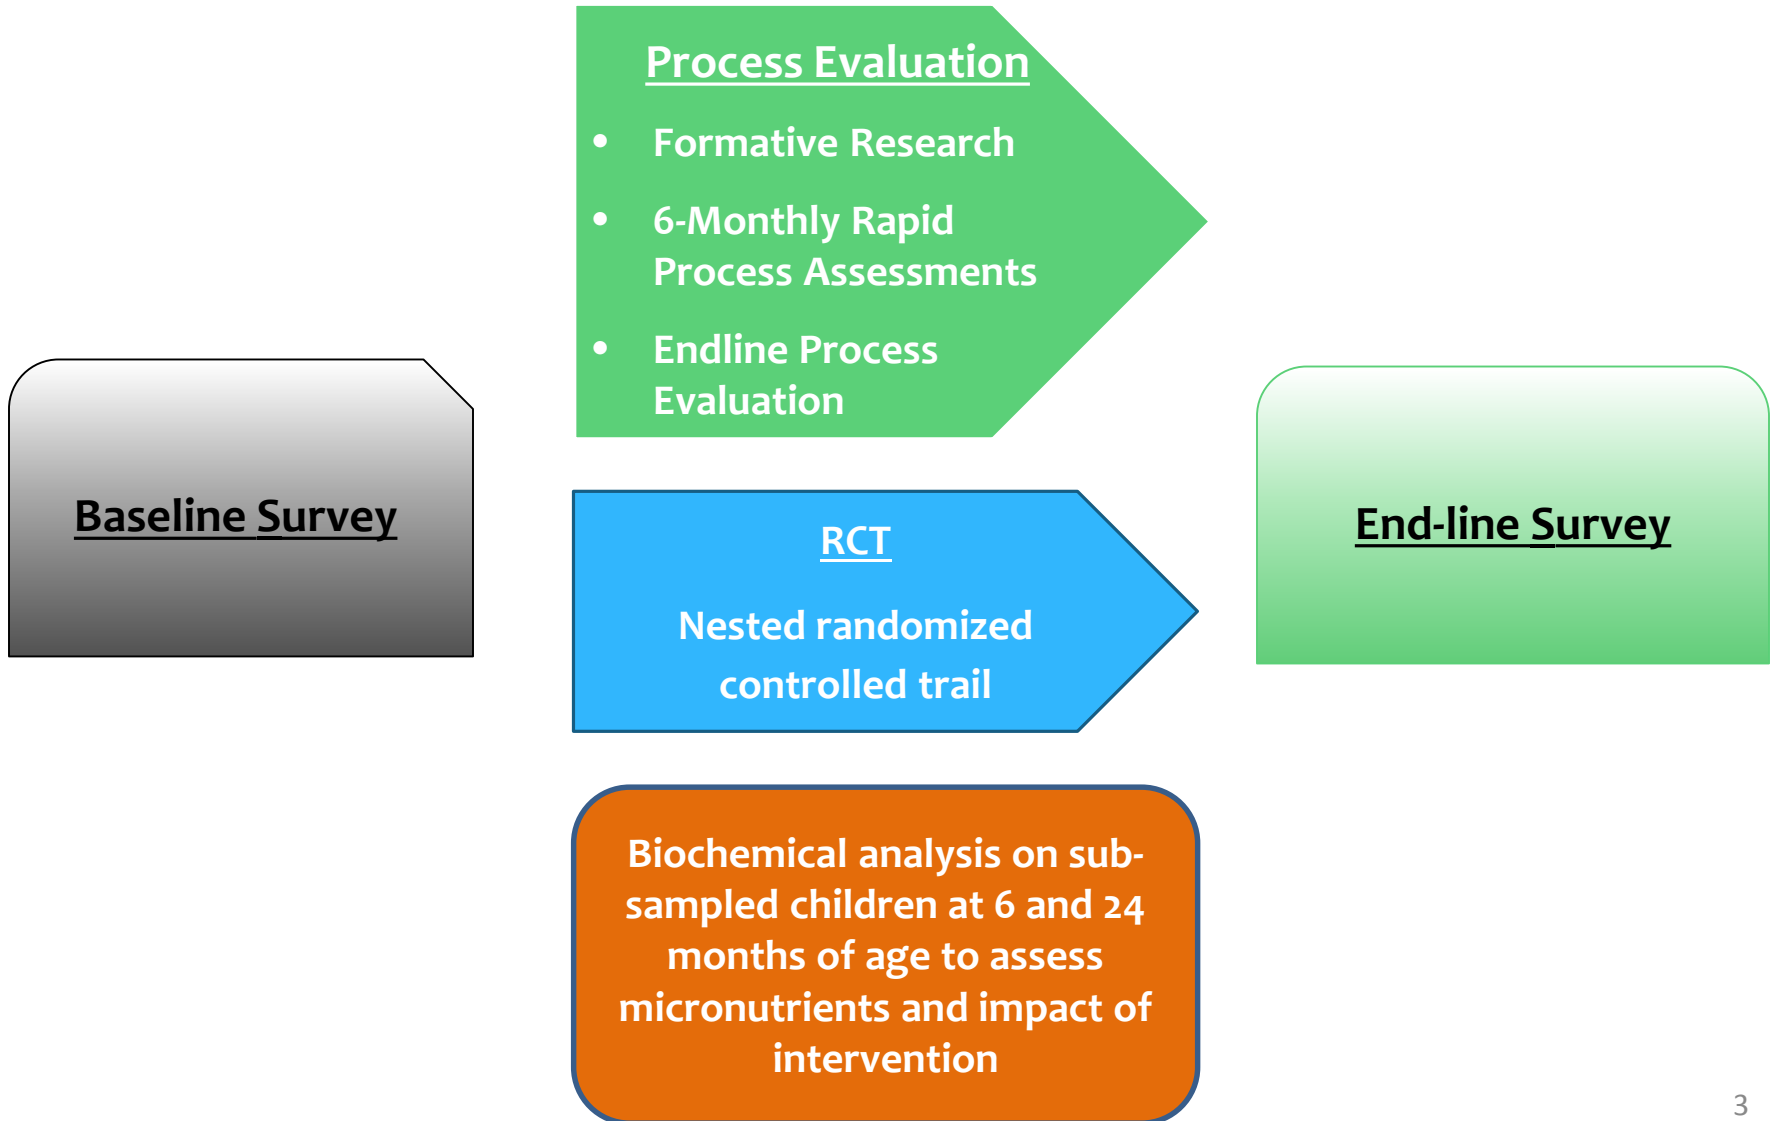 Process Evaluation
• Formative Research
• 6-Monthly Rapid
Process Assessments
• Endline Process
Evaluation
Baseline Survey
RCT
Nested randomized
controlled trail
End-line Survey
Biochemical analysis on sub-
sampled children at 6 and 24
months of age to assess
micronutrients and impact of
intervention
3